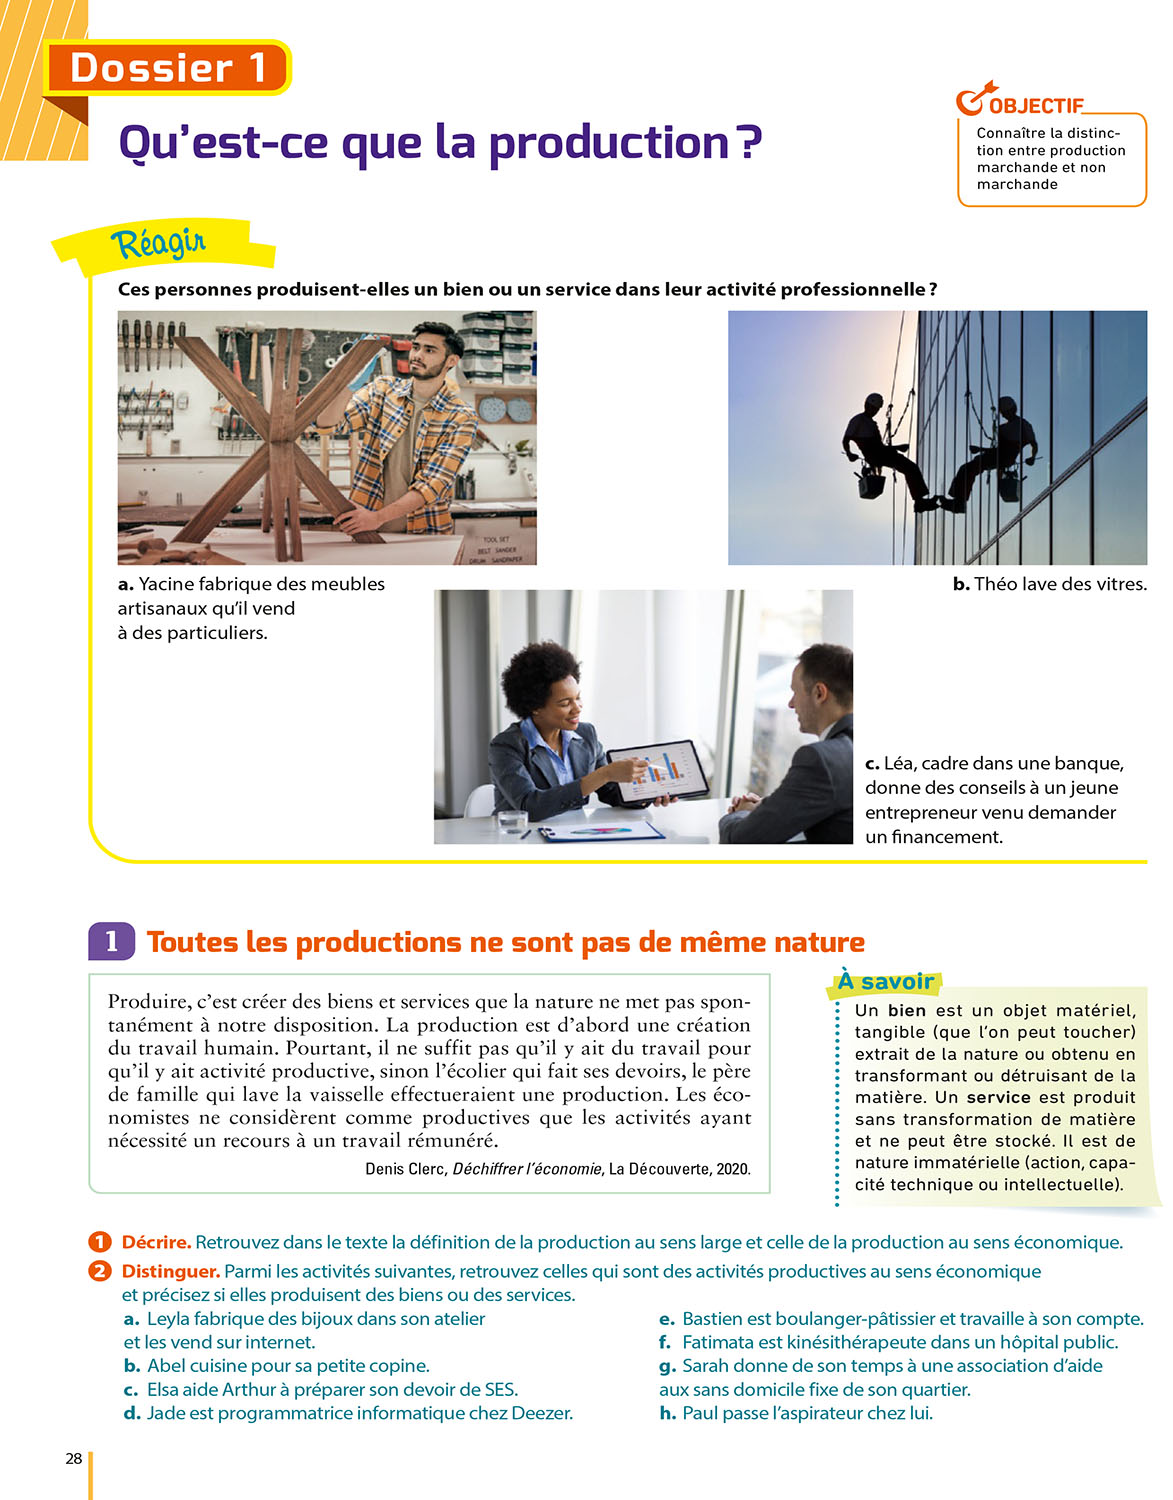 Dossier 1
Qu’est-ce que la production ?
OBJECTIF
Connaître la distinc-
tion entre production
marchande et non
marchande
Réagir
Ces personnes produisent-elles un bien ou un service dans leur activité professionnelle ?
TOOL SET
BELT SANDER
DRUM SANDPAPER
a. Yacine fabrique des meubles
artisanaux qu’il vend
à des particuliers.
b. Théo lave des vitres.
c. Léa, cadre dans une banque,
donne des conseils à un jeune
entrepreneur venu demander
un financement.
1 Toutes les productions ne sont pas de même nature
Produire, c’est créer des biens et services que la nature ne met pas spon-
tanément à notre disposition. La production est d’abord une création
du travail humain. Pourtant, il ne suffit pas qu’il y ait du travail pour
qu’il y ait activité productive, sinon l’écolier qui fait ses devoirs, le père
de famille qui lava la vaisselle effectueraient une production. Les éco-
nomistes ne considèrent comme productives que les activités ayant
nécessité un recours à un travail rémunéré.
Denis Clerc, Déchiffrer l’économie, La Découverte, 2020.
À savoir
Un bien est un objet matériel,
tangible (que l’on peut toucher)
extrait de la nature ou obtenu en
transformant ou détruisant de la
matière. Un service est produit
sans transformation de matière
et ne peut être stocké. Il est de
nature immatérielle (action, capa-
cité technique ou intellectuelle).
1 Décrire. Retrouvez dans le texte la définition de la production au sens large et celle de la production au sens économique.
2 Distinguer. Parmi les activités suivantes, retrouvez celles qui sont des activités productives au sens économique
et précisez si elles produisent des biens ou des services.
a. Leyla fabrique des bijoux dans son atelier
et les vend sur internet.
b. Abel cuisine pour sa petite copine.
c. Elsa aide Arthur à préparer son devoir de SES.
d. Jade est programmatrice informatique chez Deezer.
e. Bastien est boulanger-pâtissier et travaille à son compte.
f. Fatimata est kinésithérapeute dans un hôpital public.
g. Sarah donne de son temps à une association d’aide
aux sans domicile fixe de son quartier.
h. Paul passe l’aspirateur chez lui.
28